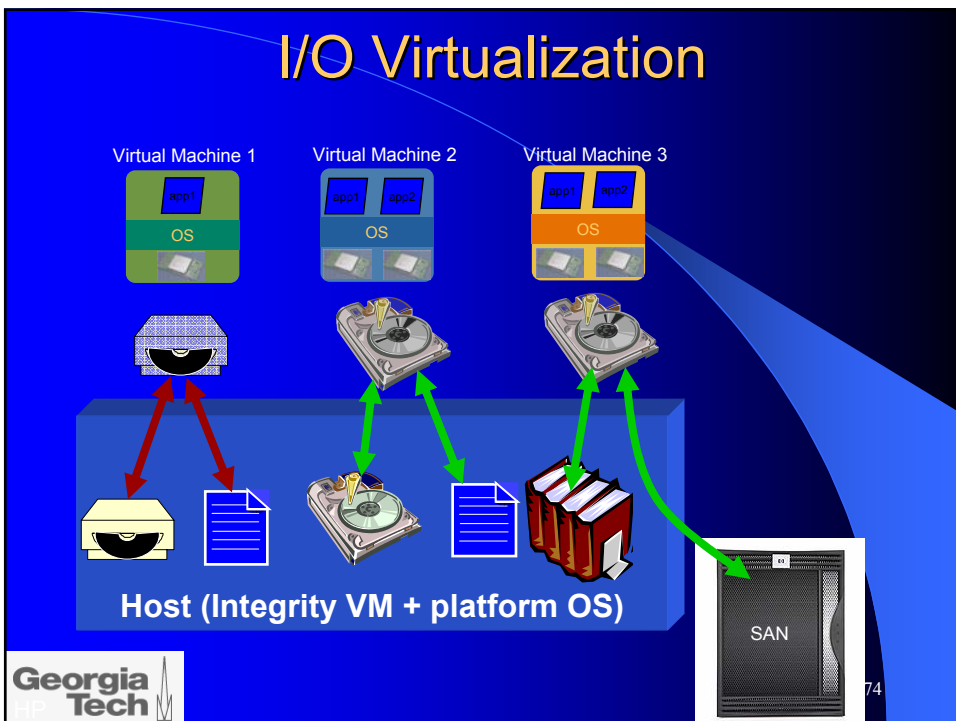 I/O Virtualization
Virtual Machine 1
Virtual Machine 2
Virtual Machine 3
app1
app1
app2
app1
app2
OS
OS
OS
Host (Integrity VM + platform OS)
SAN
Georgia
Tech
HP
74